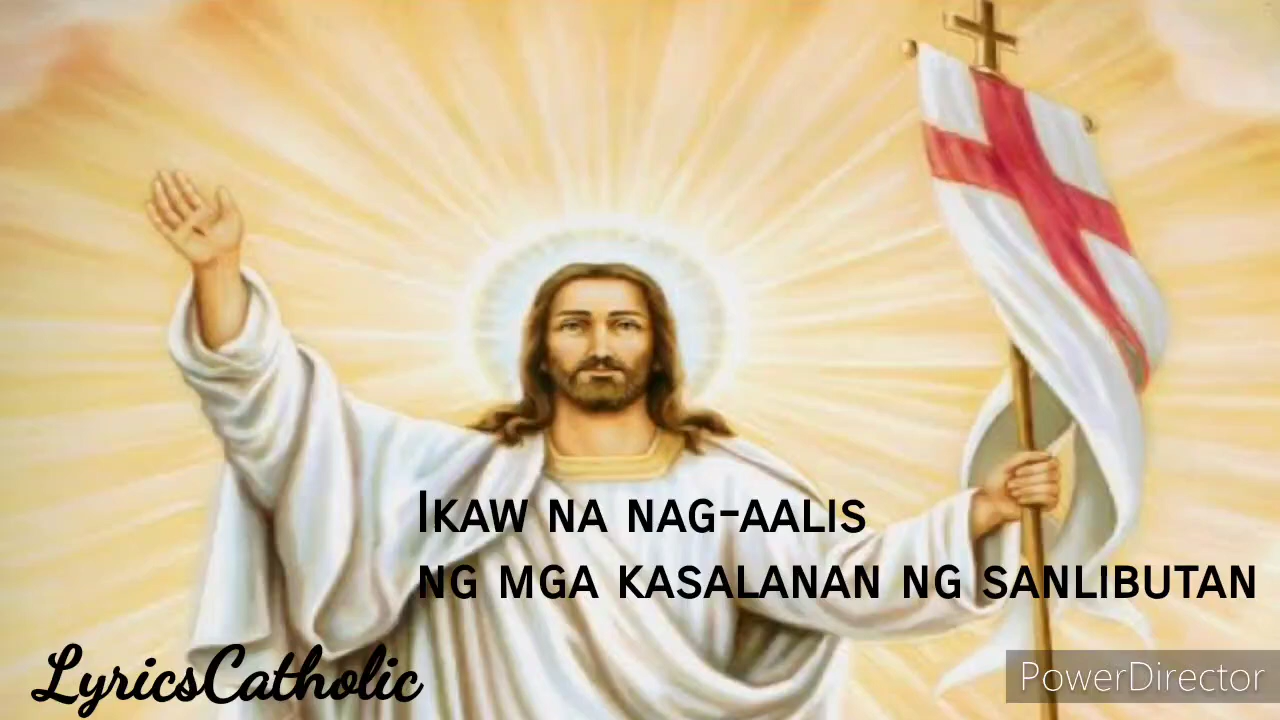 Ikaw na nag-aalis
ng mga kasalanan ng sanlibutan
LyricsCatholic
PowerDirector